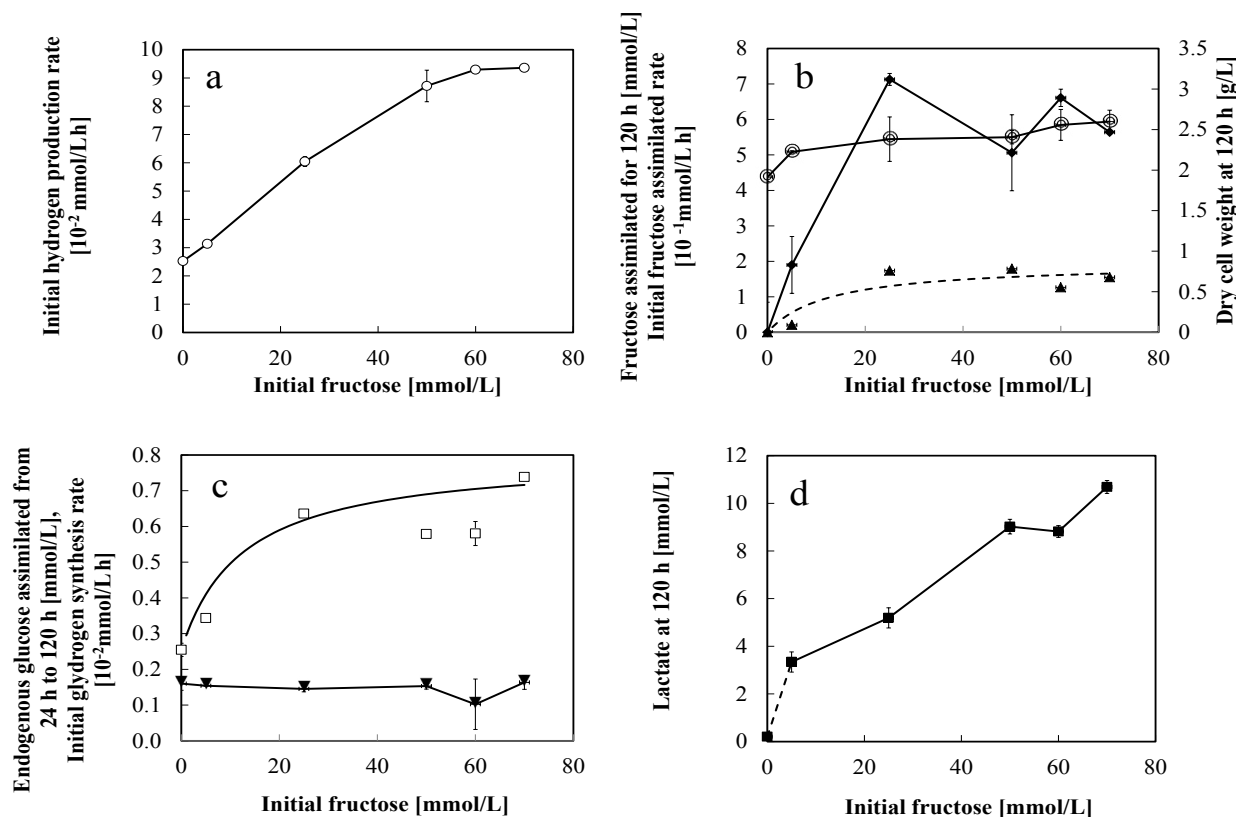 a
Initial hydrogen production rate
[10-2 mmol/Lh]
10
9
8
7
6
5
4
3
2
1
0
0 20 40 60 80
Initial fructose [mmol/L]
b
Fructose assimilated for 120 h [mmol/L]
Initial fructose assimilated rate
[10 -1mmol/L h]
8
7
6
5
4
3
2
1
0
3.5
3
2.5
2
1.5
1
0.5
0
Dry cell weight at 120 h [g/L]
0 20 40 60 80
Initial fructose [mmol/L]
c
Endogenous glucose assimilated from
24 h to 120 h [mmol/L],
Initial glydrogen synthesis rate
[10-2mmol/L h]
0.8
0.7
0.6
0.5
0.4
0.3
0.2
0.1
0.0
0 20 40 60 80
Initial fructose [mmol/L]
d
Lactate at 120 h [mmol/L]
12
10
8
6
4
2
0
0 20 40 60 80
Initial fructose [mmol/L]